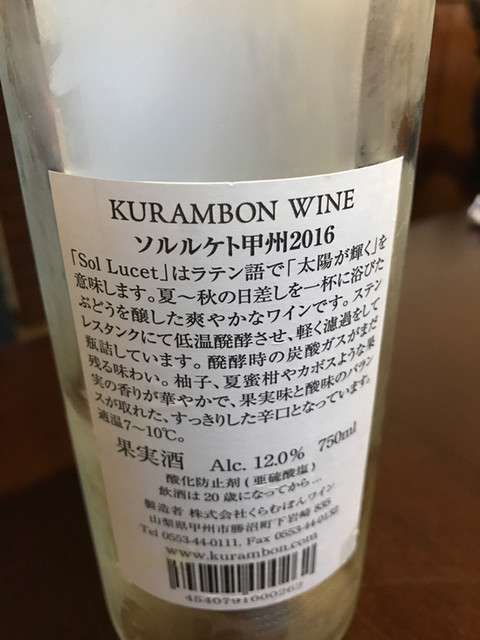 KURAMBON WINE
ソルルケト甲州2016
「Sol Lucet」はラテン語で「太陽が輝く」を
意味します。夏〜秋の日差しを一杯に浴びた
ぶどうを醸した爽やかなワインです。ステン
レスタンクにて低温醗酵させ、軽く濾過をして
瓶詰しています。醗酵時の炭酸ガスがまだ
残る味わい。柚子、夏蜜柑やカボスような果
実の香りが華やかで、果実味と酸味のバラン
スが取れた、すっきりした辛口となっています。
適温7〜10℃。
果実酒 Alc. 12.0% 750ml
酸化防止剤(亜硫酸塩)
飲酒は20歳になってから…
製造者 株式会社くらむぼんワイン
山梨県甲州市勝沼町下岩崎 835
Tel 0553-44-0111, Fax 0553-44-0132
www.kurambon.com
4540791000262